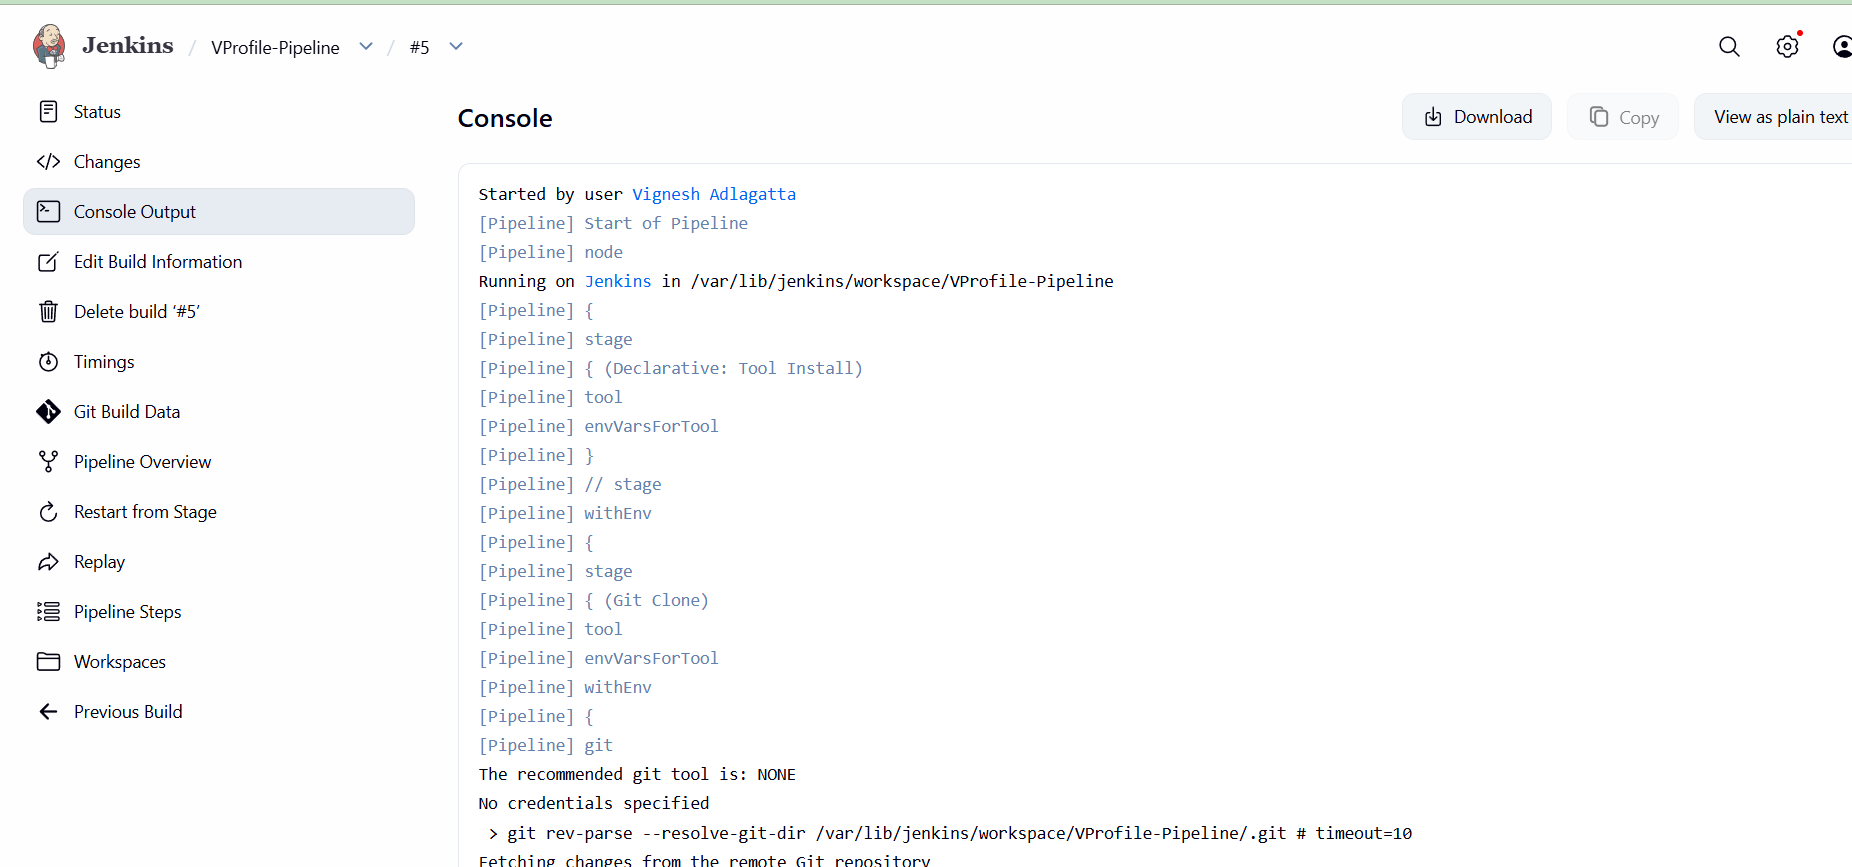 Jenkins / VProfile-Pipeline / #5
Status
Changes
Console Output
Edit Build Information
Delete build ‘#5’
Timings
Git Build Data
Pipeline Overview
Restart from Stage
Replay
Pipeline Steps
Workspaces
Previous Build
Console
Download
Copy
View as plain text
Started by user Vignesh Adlagatta
[Pipeline] Start of Pipeline
[Pipeline] node
Running on Jenkins in /var/lib/jenkins/workspace/VProfile-Pipeline
[Pipeline] {
[Pipeline] stage
[Pipeline] { (Declarative: Tool Install)
[Pipeline] tool
[Pipeline] envVarsForTool
[Pipeline] }
[Pipeline] // stage
[Pipeline] withEnv
[Pipeline] {
[Pipeline] stage
[Pipeline] { (Git Clone)
[Pipeline] tool
[Pipeline] envVarsForTool
[Pipeline] withEnv
[Pipeline] {
[Pipeline] git
The recommended git tool is: NONE
No credentials specified
> git rev-parse --resolve-git-dir /var/lib/jenkins/workspace/VProfile-Pipeline/.git # timeout=10
Fetching changes from the remote Git repository